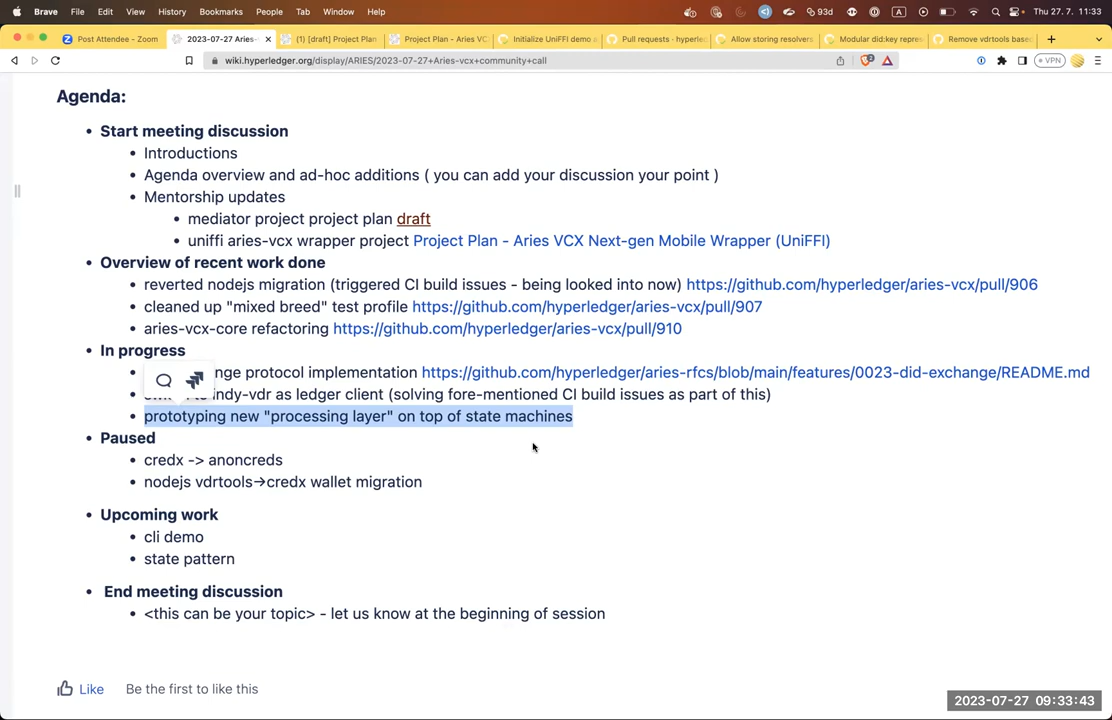 Brave File Edit View History Bookmarks People Tab Window Help 93d A Thu 27. 7. 11:33
Post Attendee - Zoom 2023-07-27 Aries- (1) [draft] Project Plan Project Plan - Aries VC Initialize UniFFI demo Pull requests · hyperle Allow storing resolvers Modular did:key repre Remove vdrtools base
wiki.hyperledger.org/display/ARIES/2023-07-27+Aries-vcx+community+call 2 VPN
Agenda:
• Start meeting discussion
• Introductions
• Agenda overview and ad-hoc additions ( you can add your discussion your point )
• Mentorship updates
• mediator project project plan draft
• uniffi aries-vcx wrapper project Project Plan - Aries VCX Next-gen Mobile Wrapper (UniFFI)
• Overview of recent work done
• reverted nodejs migration (triggered CI build issues - being looked into now) https://github.com/hyperledger/aries-vcx/pull/906
• cleaned up "mixed breed" test profile https://github.com/hyperledger/aries-vcx/pull/907
• aries-vcx-core refactoring https://github.com/hyperledger/aries-vcx/pull/910
• In progress
• nge protocol implementation https://github.com/hyperledger/aries-rfcs/blob/main/features/0023-did-exchange/README.md
• to indy-vdr as ledger client (solving fore-mentioned CI build issues as part of this)
• prototyping new "processing layer" on top of state machines
• Paused
• credx -> anoncreds
• nodejs vdrtools→credx wallet migration
• Upcoming work
• cli demo
• state pattern
• End meeting discussion
• <this can be your topic> - let us know at the beginning of session
Like Be the first to like this
2023-07-27 09:33:43